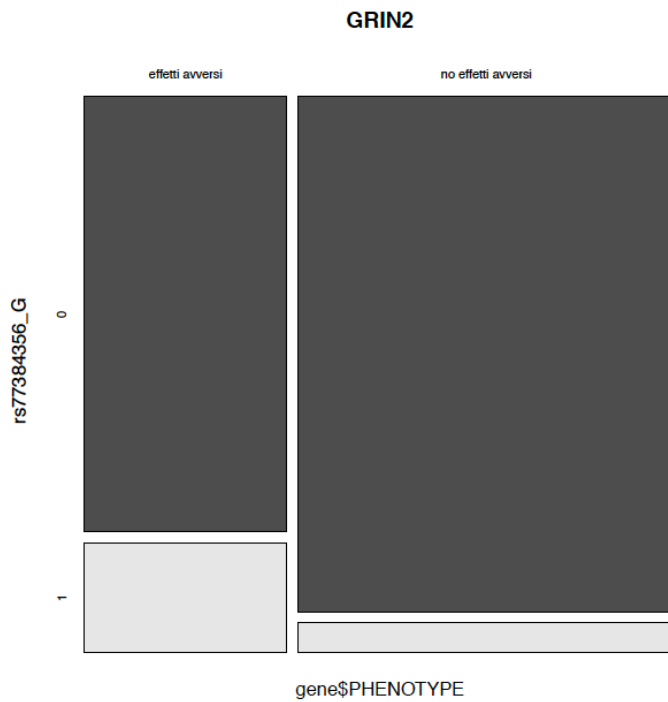 GRIN2
effetti avversi
no effetti avversi
rs77384356_G
0
1
gene$PHENOTYPE